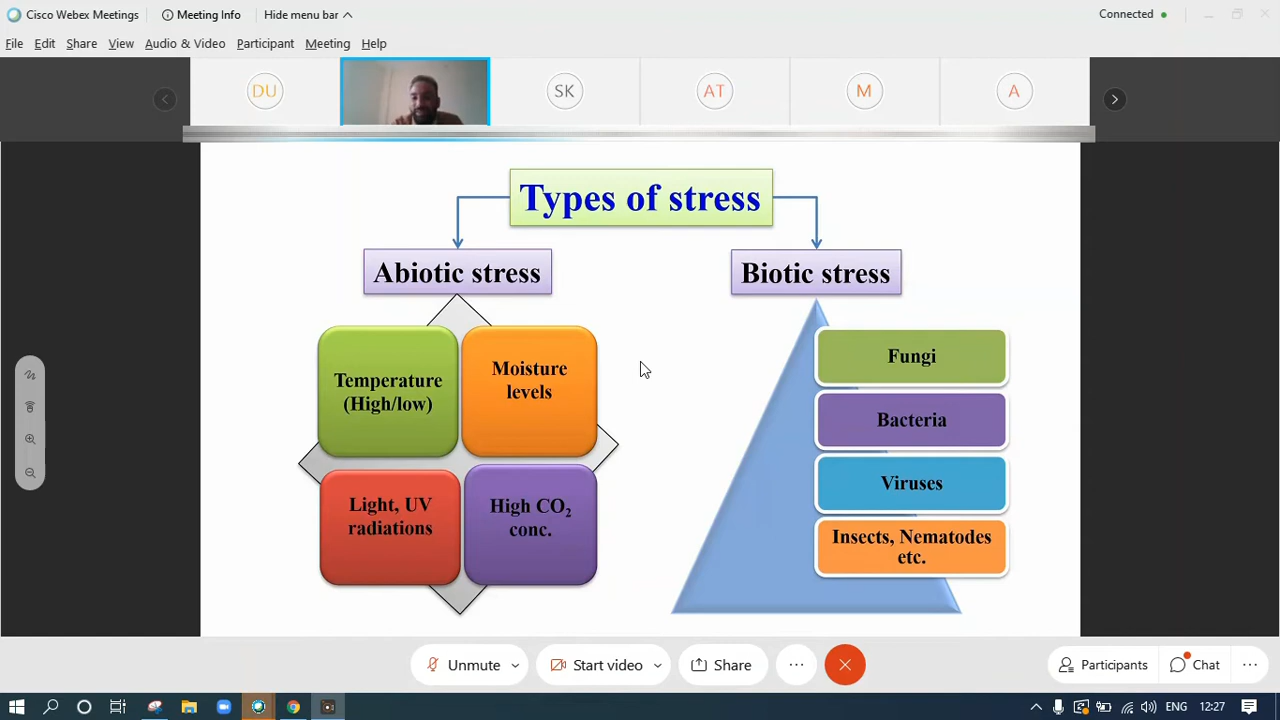 Cisco Webex Meetings
Meeting Info
Hide menu bar
Connected
File Edit Share View Audio & Video Participant Meeting Help
DU
SK
AT
M
A
Types of stress
Abiotic stress
Biotic stress
Temperature
(High/low)
Moisture
levels
Light, UV
radiations
High CO₂
conc.
Fungi
Bacteria
Viruses
Insects, Nematodes
etc.
Unmute
Start video
Share
Participants
Chat
ENG
12:27